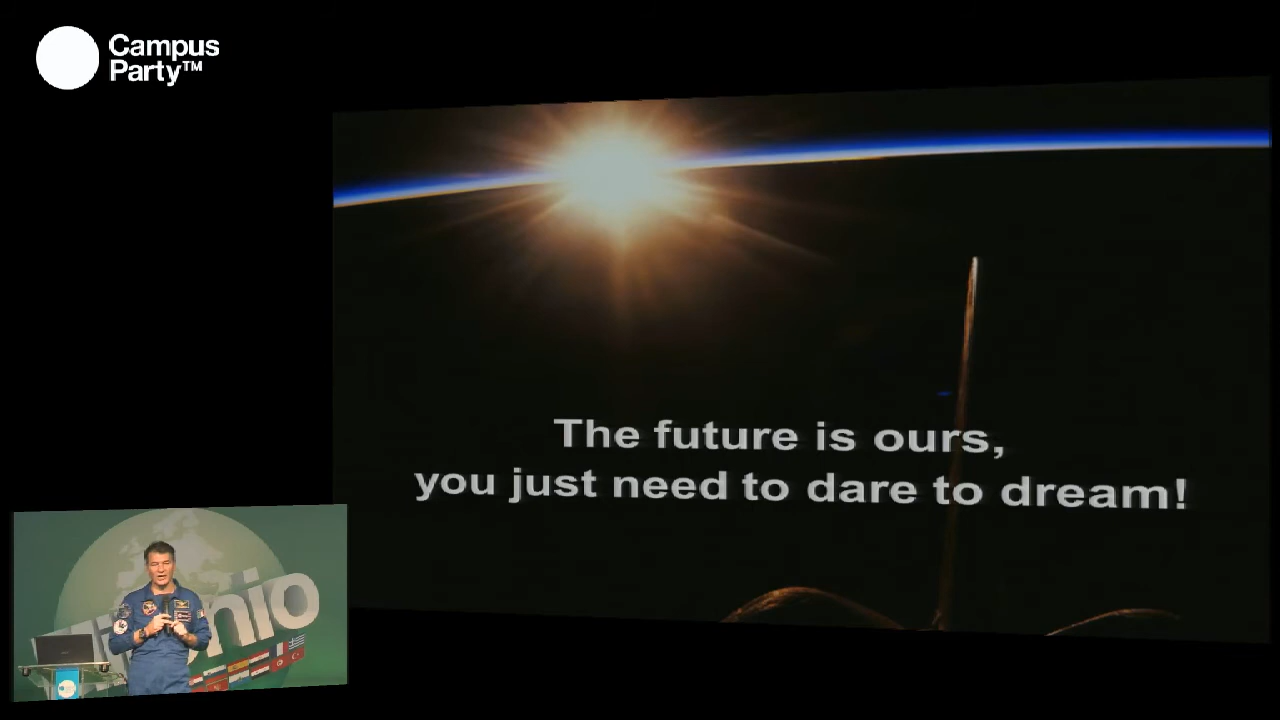 Campus
Party™
The future is ours,
you just need to dare to dream!